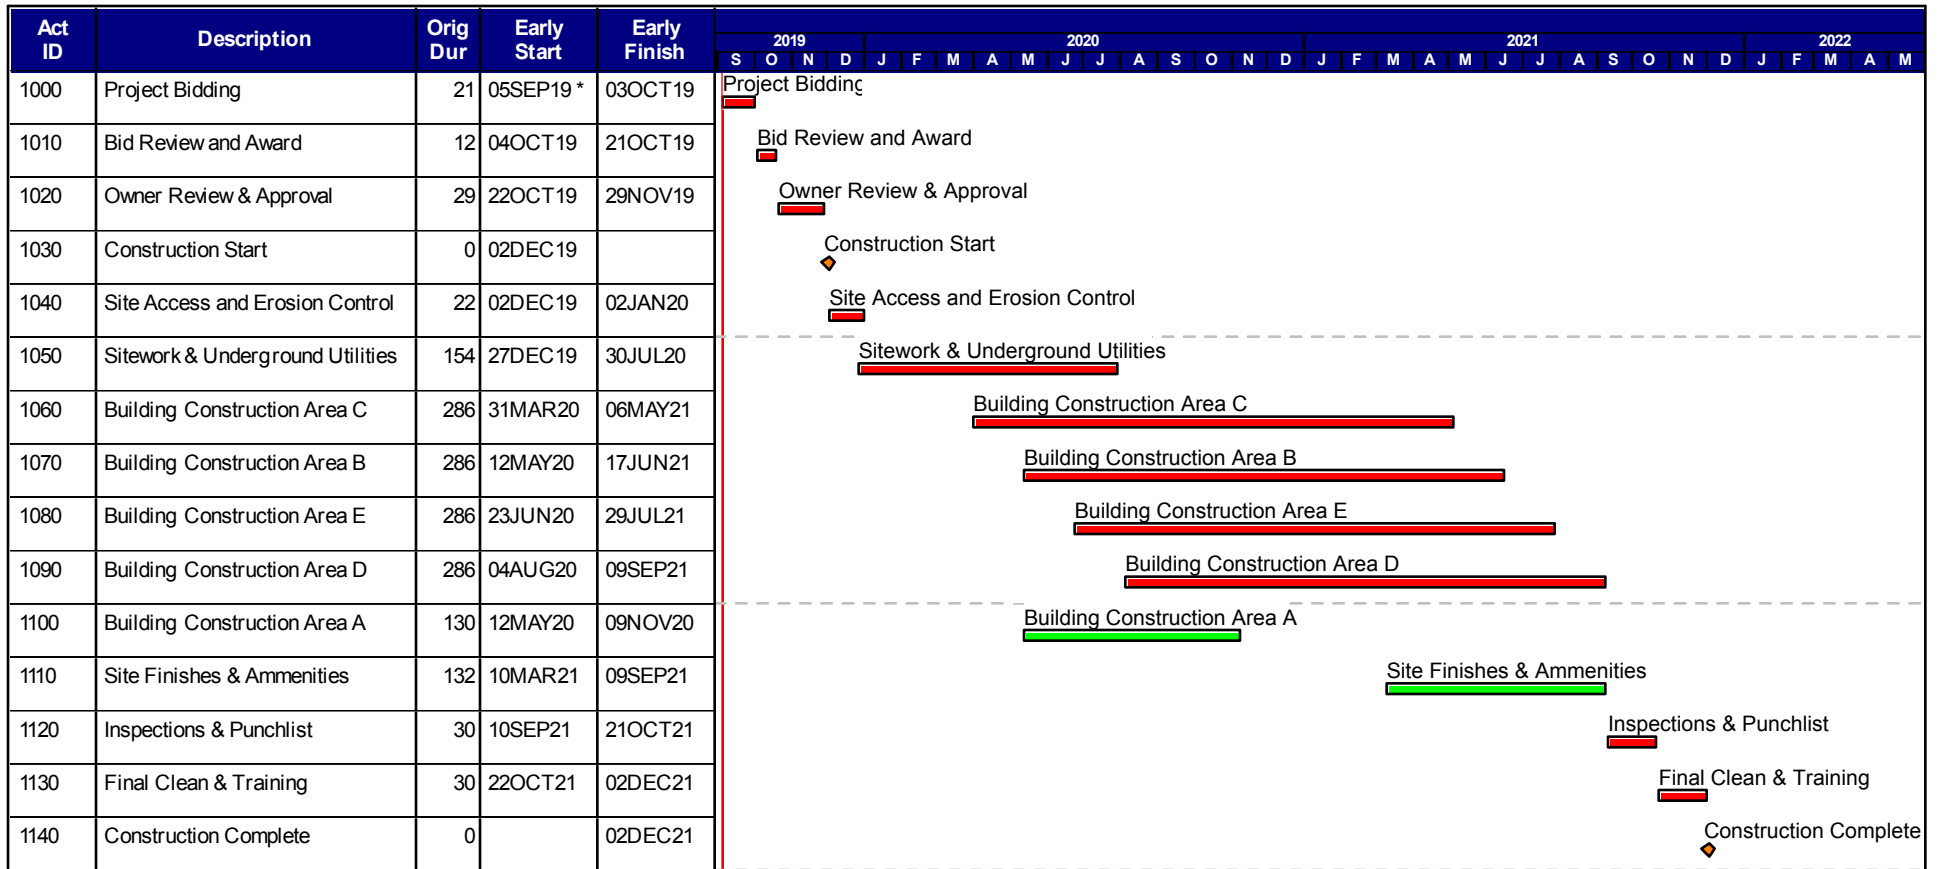 Act ID Description Orig Dur Early Start Early Finish
2019 2020 2021 2022
S O N D J F M A M J J A S O N D J F M A M J J A S O N D J F M A M
1000 Project Bidding 21 05SEP19 * 03OCT19 Project Bidding
1010 Bid Review and Award 12 04OCT19 21OCT19 Bid Review and Award
1020 Owner Review & Approval 29 22OCT19 29NOV19 Owner Review & Approval
1030 Construction Start 0 02DEC19 Construction Start
1040 Site Access and Erosion Control 22 02DEC19 02JAN20 Site Access and Erosion Control
1050 Sitework & Underground Utilities 154 27DEC19 30JUL20 Sitework & Underground Utilities
1060 Building Construction Area C 286 31MAR20 06MAY21 Building Construction Area C
1070 Building Construction Area B 286 12MAY20 17JUN21 Building Construction Area B
1080 Building Construction Area E 286 23JUN20 29JUL21 Building Construction Area E
1090 Building Construction Area D 286 04AUG20 09SEP21 Building Construction Area D
1100 Building Construction Area A 130 12MAY20 09NOV20 Building Construction Area A
1110 Site Finishes & Ammenities 132 10MAR21 09SEP21 Site Finishes & Ammenities
1120 Inspections & Punchlist 30 10SEP21 21OCT21 Inspections & Punchlist
1130 Final Clean & Training 30 22OCT21 02DEC21 Final Clean & Training
1140 Construction Complete 0 02DEC21 Construction Complete